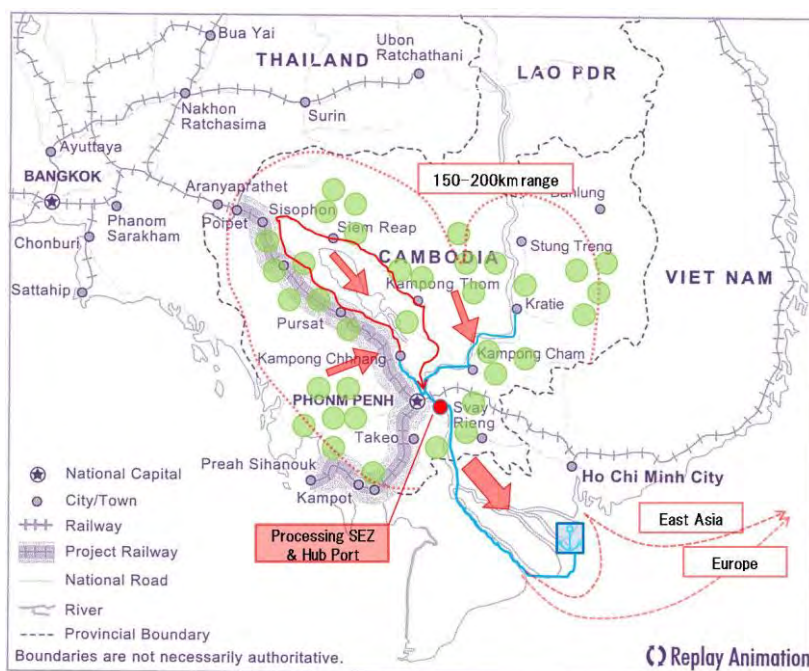 Bua Yai
THAILAND
Ubon
Ratchathani
LAO PDR
Nakhon
Ratchasima
Surin
Ayuttaya
BANGKOK
Aranyaprathet
150-200km range
Banlung
Phanom
Sarakham
Poipet
Sisophon
Siem Reap
Stung Treng
Chonburi
CAMBODIA
VIET NAM
Sattahip
Kampong
Thom
Kratie
Pursat
Kampong Chhnang
Kampong Cham
PHONM PENH
Svay
Rieng
Takeo
Preah Sihanouk
Kampot
Ho Chi Minh City
National Capital
City/Town
Railway
Project Railway
National Road
River
Provincial Boundary
Processing SEZ
& Hub Port
East Asia
Europe
Boundaries are not necessarily authoritative.
Replay Animation